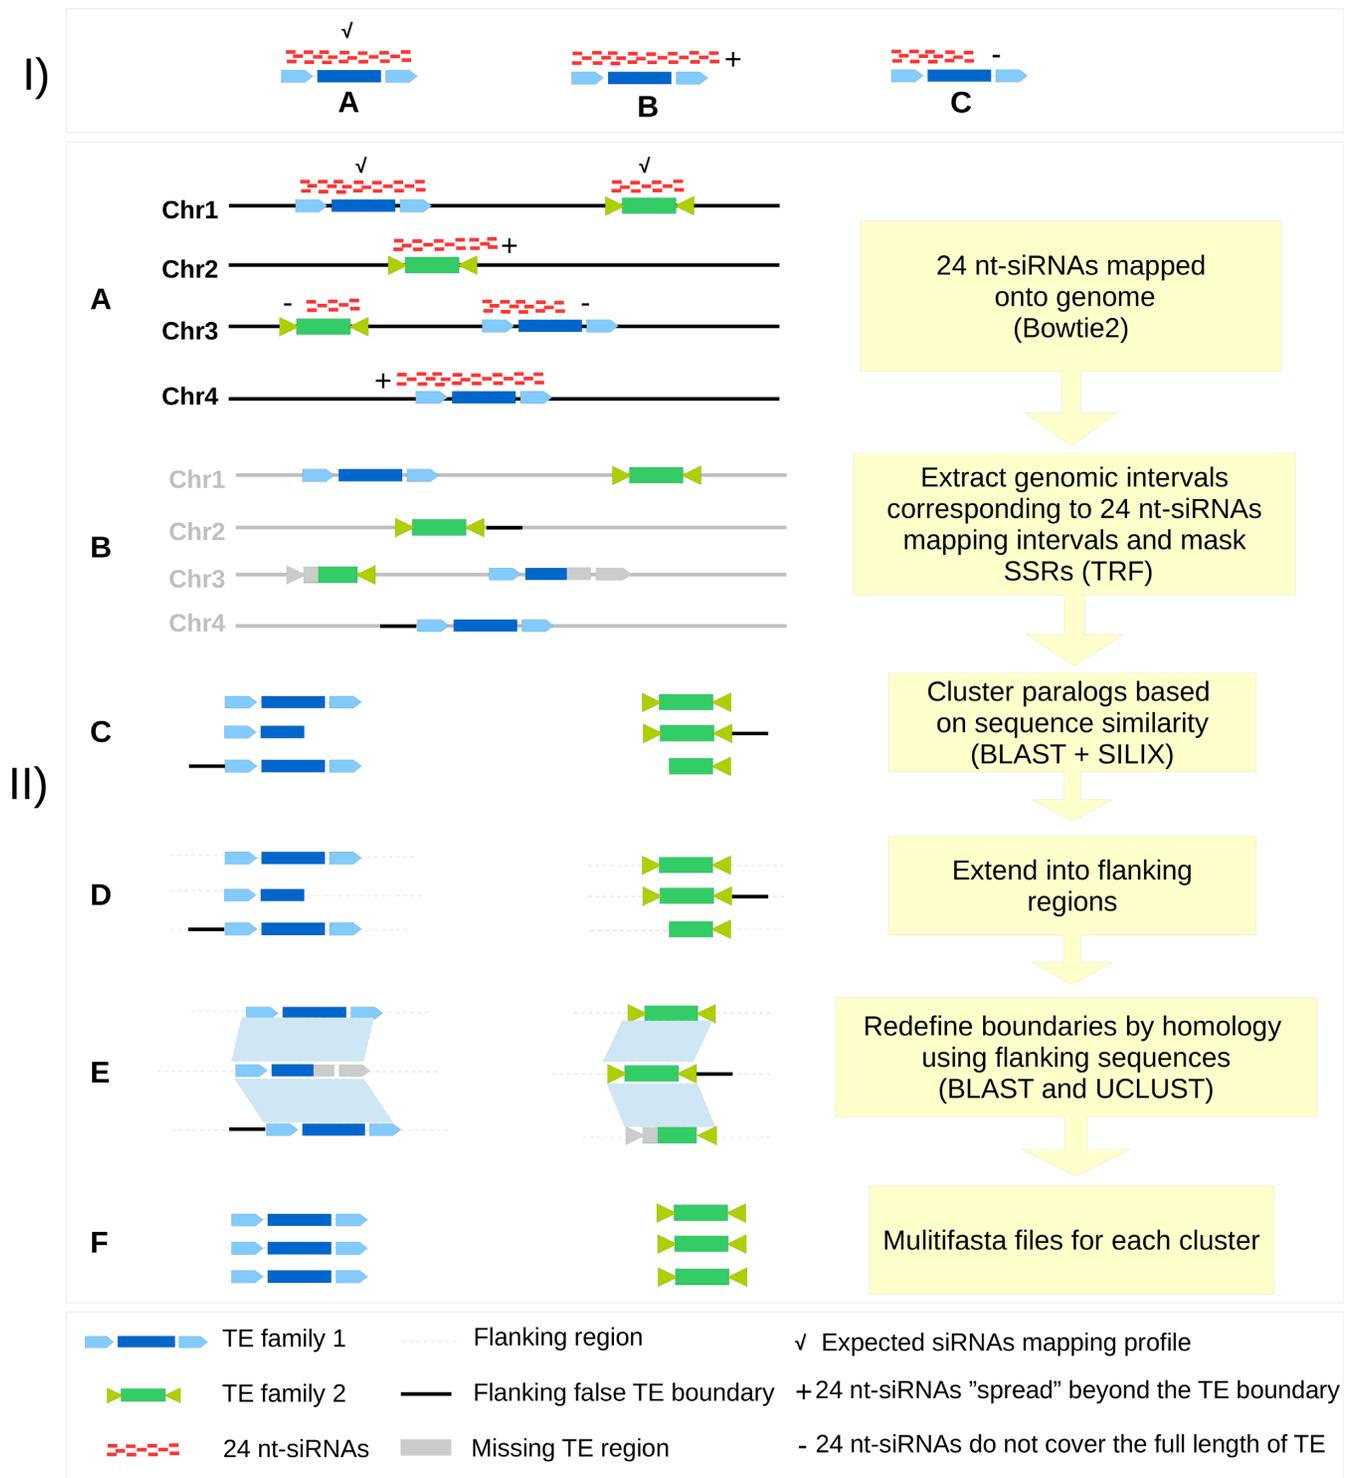 I)
√
+
-
A
B
C
II)
A
√
√
Chr1
+
Chr2
-
-
Chr3
+
Chr4
24 nt-siRNAs mapped
onto genome
(Bowtie2)
B
Chr1
Chr2
Chr3
Chr4
Extract genomic intervals
corresponding to 24 nt-siRNAs
mapping intervals and mask
SSRs (TRF)
C
Cluster paralogs based
on sequence similarity
(BLAST + SILIX)
D
Extend into flanking
regions
E
Redefine boundaries by homology
using flanking sequences
(BLAST and UCLUST)
F
Mulitifasta files for each cluster
TE family 1
Flanking region
√ Expected siRNAs mapping profile
TE family 2
Flanking false TE boundary
+ 24 nt-siRNAs ”spread” beyond the TE boundary
24 nt-siRNAs
Missing TE region
- 24 nt-siRNAs do not cover the full length of TE